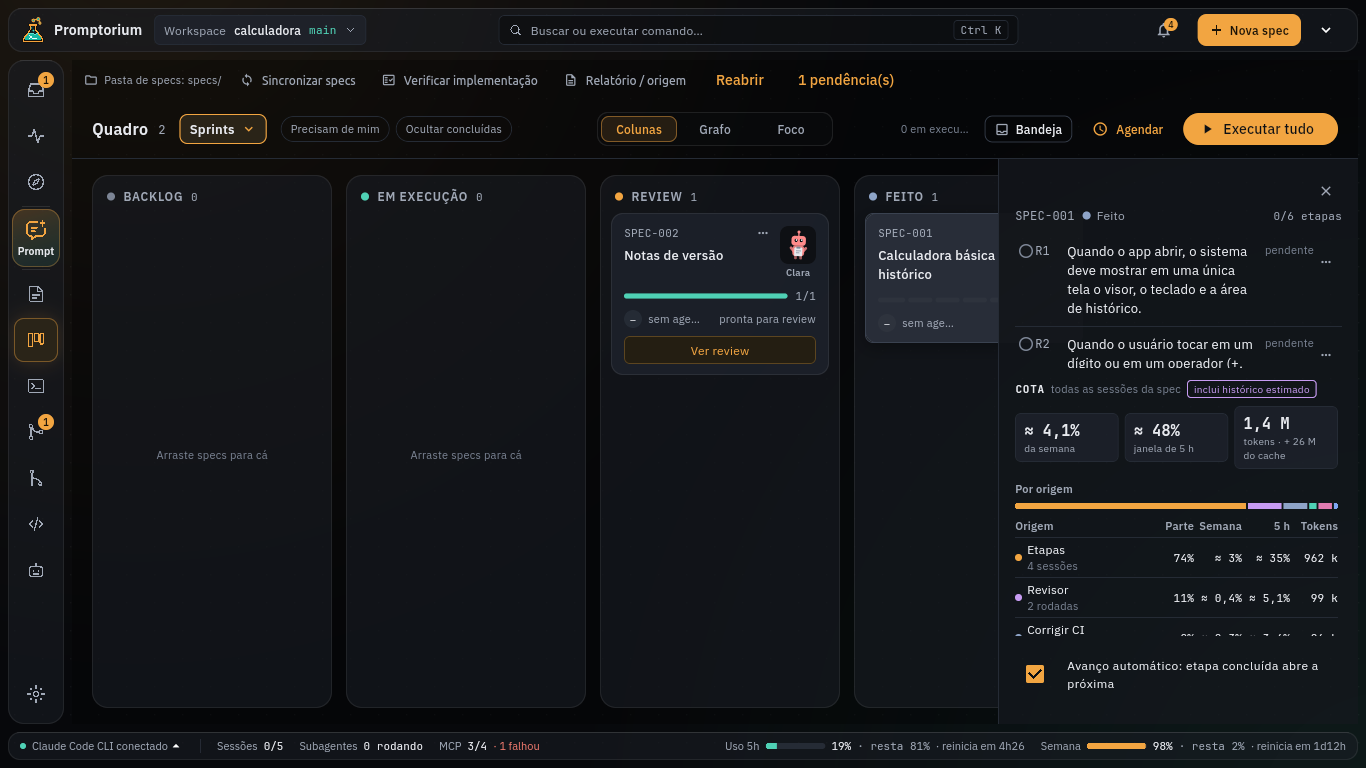 Promptorium
Workspace calculadora main
Buscar ou executar comando...
Ctrl K
4
+ Nova spec
1
Pasta de specs: specs/
Sincronizar specs
Verificar implementação
Relatório / origem
Reabrir
1 pendência(s)
Quadro 2
Sprints
Precisam de mim
Ocultar concluídas
Colunas
Grafo
Foco
0 em execu...
Bandeja
Agendar
Executar tudo
Prompt
1
BACKLOG 0
Arraste specs para cá
EM EXECUÇÃO 0
Arraste specs para cá
REVIEW 1
SPEC-002
Notas de versão
Clara
1/1
– sem age...
pronta para review
Ver review
FEITO 1
SPEC-001
Calculadora básica
histórico
– sem age...
SPEC-001 Feito
0/6 etapas
R1
Quando o app abrir, o sistema
deve mostrar em uma única
tela o visor, o teclado e a área
de histórico.
pendente
R2
Quando o usuário tocar em um
dígito ou em um operador (+.
pendente
COTA todas as sessões da spec
inclui histórico estimado
≈ 4,1%
da semana
≈ 48%
janela de 5 h
1,4 M
tokens · + 26 M
do cache
Por origem
Origem Parte Semana 5 h Tokens
Etapas 74% ≈ 3% ≈ 35% 962 k
4 sessões
Revisor 11% ≈ 0,4% ≈ 5,1% 99 k
2 rodadas
Corrigir CI
Avanço automático: etapa concluída abre a
próxima
Claude Code CLI conectado
Sessões 0/5
Subagentes 0 rodando
MCP 3/4 · 1 falhou
Uso 5h 19% · resta 81% · reinicia em 4h26
Semana 98% · resta 2% · reinicia em 1d12h